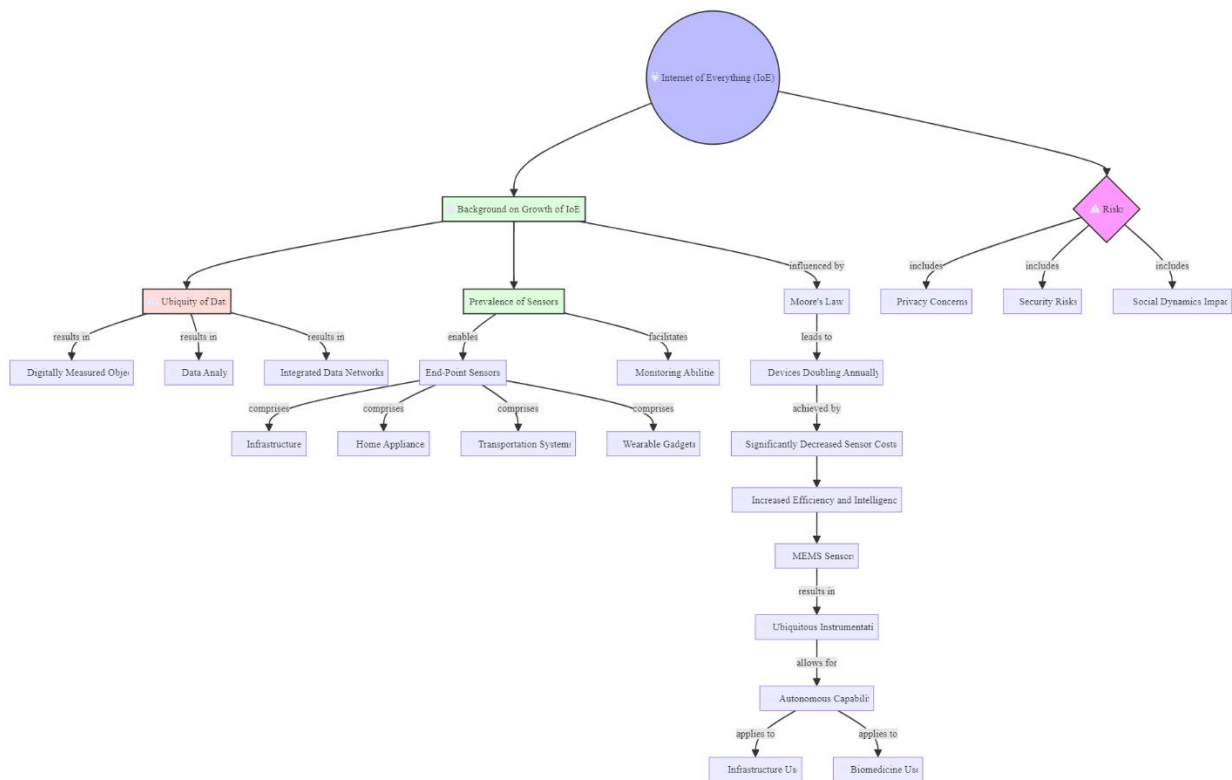 Internet of Everything (IoE)
Background on Growth of IoE
Risks
influenced by
includes
includes
includes
Ubiquity of Dat
Prevalence of Sensors
Moore's Law
Privacy Concerns
Security Risks
Social Dynamics Impac
results in
results in
results in
enables
facilitates
leads to
Digitally Measured Obje
Data Analy
Integrated Data Networks
End-Point Sensors
Monitoring Abilitie
Devices Doubling Annually
comprises
comprises
comprises
comprises
achieved by
Infrastructure
Home Appliance
Transportation Systems
Wearable Gadgets
Significantly Decreased Sensor Costs
Increased Efficiency and Intelligenc
MEMS Sensors
results in
Ubiquitous Instrumentati
allows for
Autonomous Capabilit
applies to
applies to
Infrastructure Us
Biomedicine Use